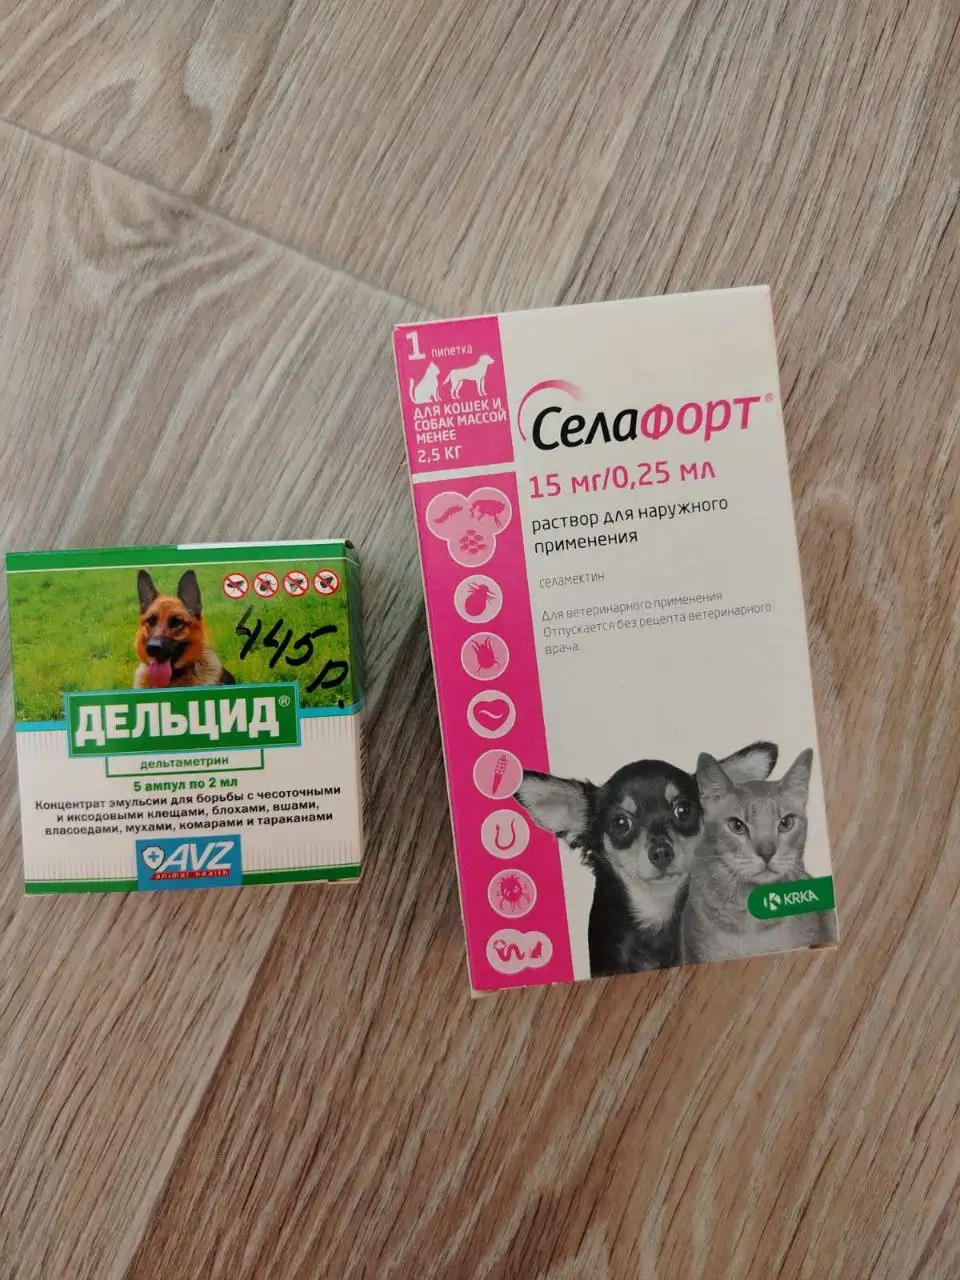 445
р.
ДЕЛЬЦИД®
дельтаметрин
5 ампул по 2 мл
Концентрат эмульсии для борьбы с чесоточными
и иксодовыми клещами, блохами, вшами,
власоедами, мухами, комарами и тараканами
AVZ
animal health
1 пипетка
ДЛЯ КОШЕК И
СОБАК МАССОЙ
МЕНЕЕ
2,5 КГ
Селафорт®
15 мг/0,25 мл
раствор для наружного
применения
селамектин
Для ветеринарного применения
Отпускается без рецепта ветеринарного
врача.
KRKA